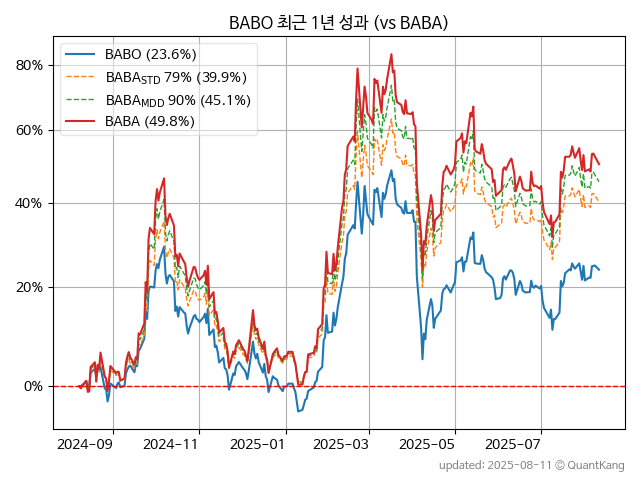 BABO 최근 1년 성과 (vs BABA)
BABO (23.6%)
BABA_STD 79% (39.9%)
BABA_MDD 90% (45.1%)
BABA (49.8%)
80%
60%
40%
20%
0%
2024-09 2024-11 2025-01 2025-03 2025-05 2025-07
updated: 2025-08-11 © QuantKang